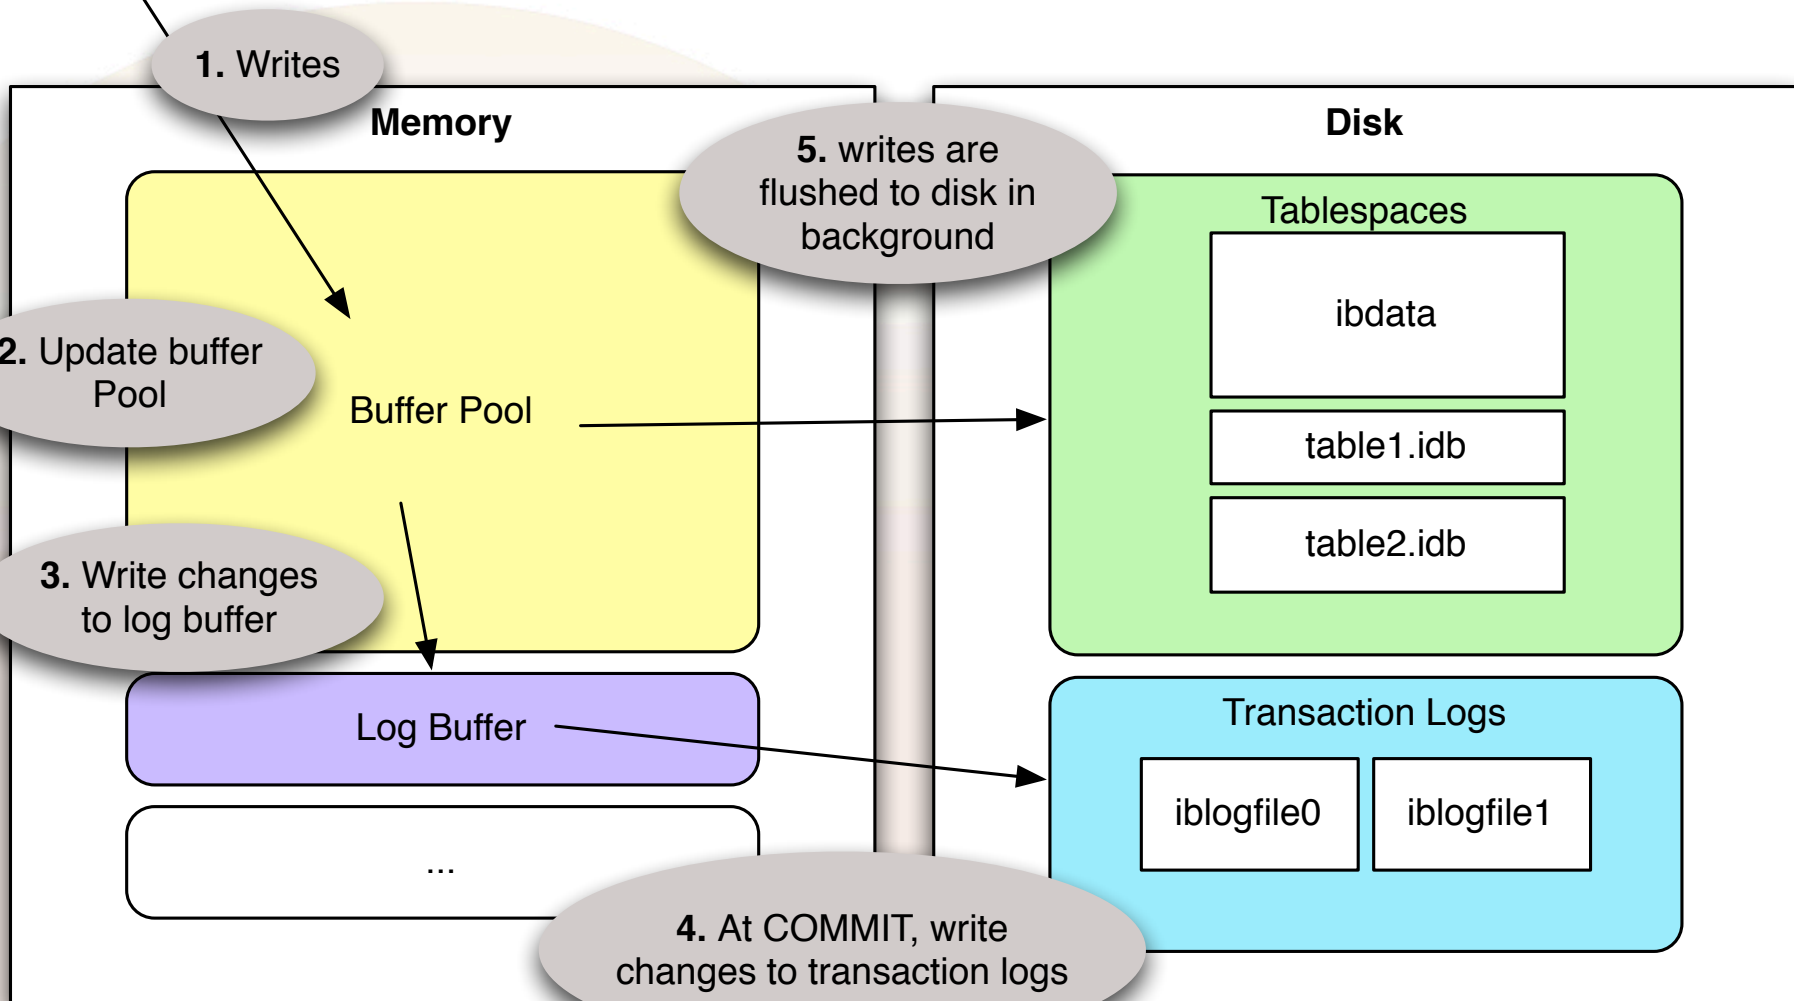 1. Writes
Memory
Disk
5. writes are
flushed to disk in
background
Tablespaces
ibdata
2. Update buffer
Pool
Buffer Pool
table1.idb
table2.idb
3. Write changes
to log buffer
Log Buffer
Transaction Logs
iblogfile0
iblogfile1
...
4. At COMMIT, write
changes to transaction logs